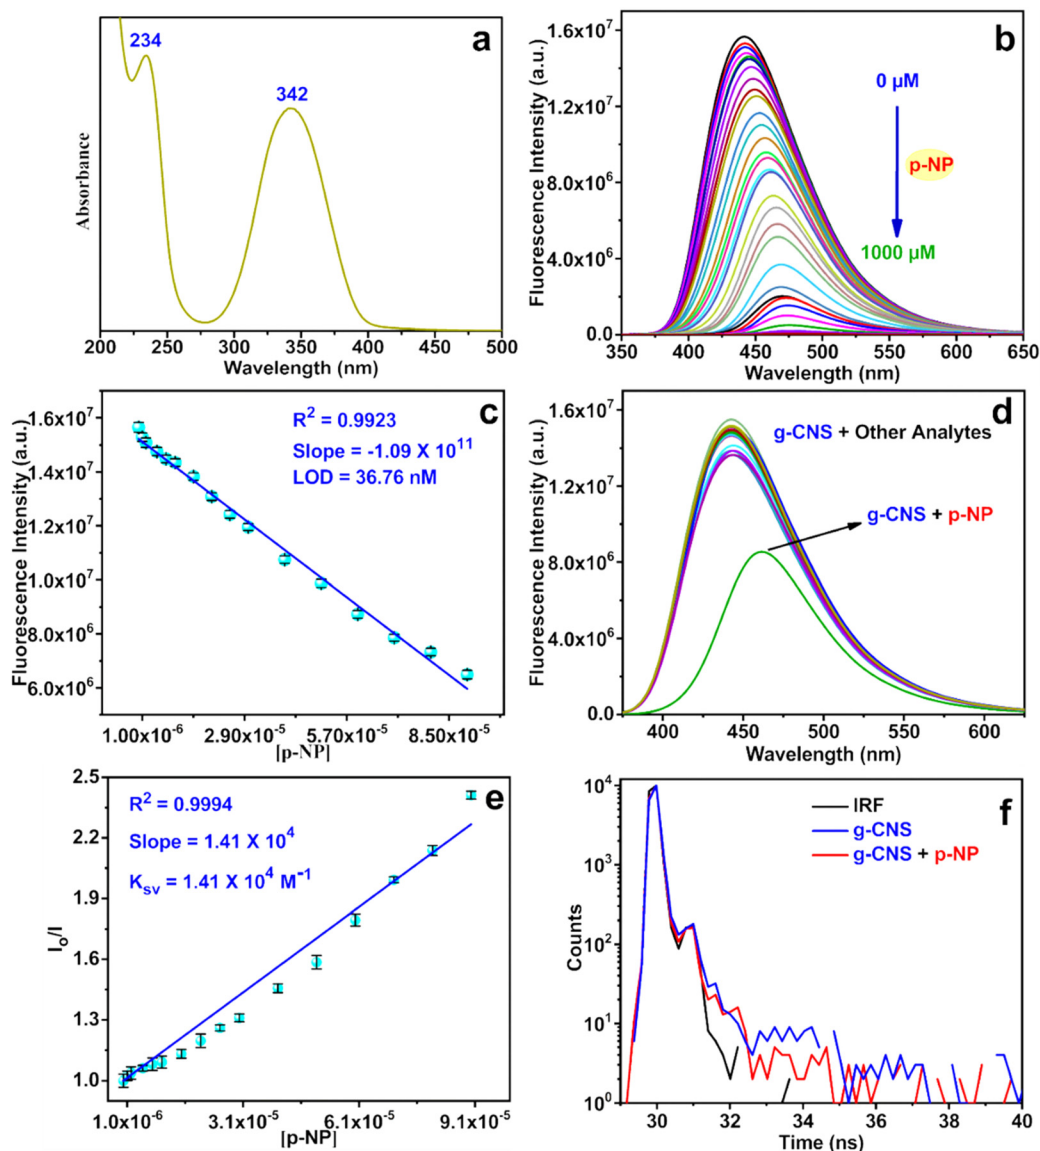 a
234
342
Absorbance
200 250 300 350 400 450 500
Wavelength (nm)
b
Fluorescence Intensity (a.u.)
1.6x10⁷
1.2x10⁷
8.0x10⁶
4.0x10⁶
0.0
0 µM
p-NP
1000 µM
350 400 450 500 550 600 650
Wavelength (nm)
c
Fluorescence Intensity (a.u.)
1.6x10⁷
1.4x10⁷
1.2x10⁷
1.0x10⁷
8.0x10⁶
6.0x10⁶
R² = 0.9923
Slope = -1.09 X 10¹¹
LOD = 36.76 nM
1.00x10⁻⁶ 2.90x10⁻⁵ 5.70x10⁻⁵ 8.50x10⁻⁵
[p-NP]
d
Fluorescence Intensity (a.u.)
1.6x10⁷
1.2x10⁷
8.0x10⁶
4.0x10⁶
0.0
g-CNS + Other Analytes
g-CNS + p-NP
400 450 500 550 600
Wavelength (nm)
e
I₀/I
2.5
2.2
1.9
1.6
1.3
1.0
R² = 0.9994
Slope = 1.41 X 10⁴
Kₛᵥ = 1.41 X 10⁴ M⁻¹
1.0x10⁻⁶ 3.1x10⁻⁵ 6.1x10⁻⁵ 9.1x10⁻⁵
[p-NP]
f
Counts
10⁴
10³
10²
10¹
10⁰
IRF
g-CNS
g-CNS + p-NP
30 32 34 36 38 40
Time (ns)